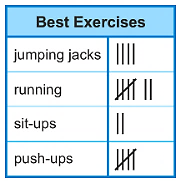 Best Exercises
jumping jacks
running
sit-ups
push-ups